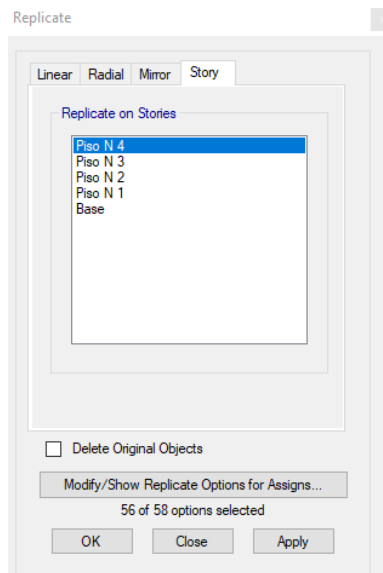 Replicate
Linear Radial Mirror Story
Replicate on Stories
Piso N 4
Piso N 3
Piso N 2
Piso N 1
Base
Delete Original Objects
Modify/Show Replicate Options for Assigns...
56 of 58 options selected
OK Close Apply